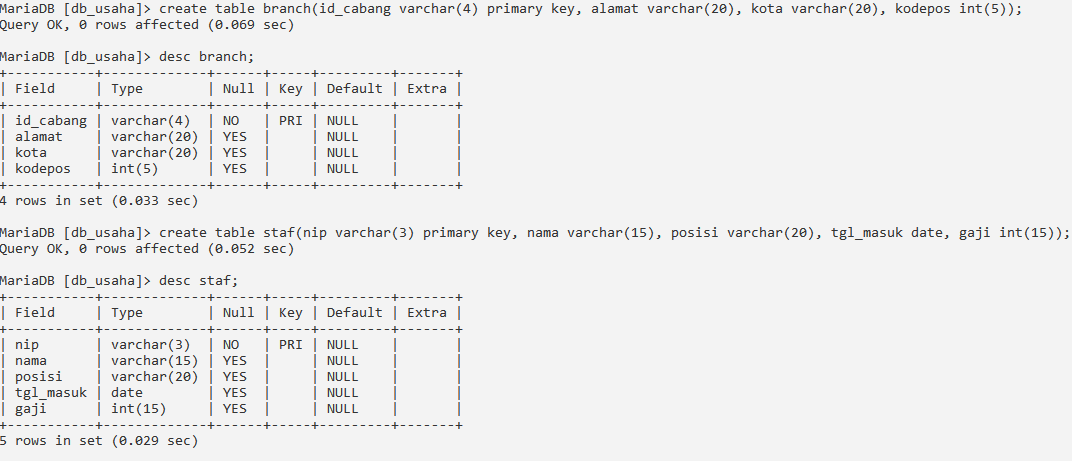 MariaDB [db_usaha]> create table branch(id_cabang varchar(4) primary key, alamat varchar(20), kota varchar(20), kodepos int(5));
Query OK, 0 rows affected (0.069 sec)
MariaDB [db_usaha]> desc branch;
+-----------+-------------+------+-----+---------+-------+
| Field     | Type        | Null | Key | Default | Extra |
+-----------+-------------+------+-----+---------+-------+
| id_cabang | varchar(4)  | NO   | PRI | NULL    |       |
| alamat    | varchar(20) | YES  |     | NULL    |       |
| kota      | varchar(20) | YES  |     | NULL    |       |
| kodepos   | int(5)      | YES  |     | NULL    |       |
+-----------+-------------+------+-----+---------+-------+
4 rows in set (0.033 sec)
MariaDB [db_usaha]> create table staf(nip varchar(3) primary key, nama varchar(15), posisi varchar(20), tgl_masuk date, gaji int(15));
Query OK, 0 rows affected (0.052 sec)
MariaDB [db_usaha]> desc staf;
+-----------+-------------+------+-----+---------+-------+
| Field     | Type        | Null | Key | Default | Extra |
+-----------+-------------+------+-----+---------+-------+
| nip       | varchar(3)  | NO   | PRI | NULL    |       |
| nama      | varchar(15) | YES  |     | NULL    |       |
| posisi    | varchar(20) | YES  |     | NULL    |       |
| tgl_masuk | date        | YES  |     | NULL    |       |
| gaji      | int(15)     | YES  |     | NULL    |       |
+-----------+-------------+------+-----+---------+-------+
5 rows in set (0.029 sec)